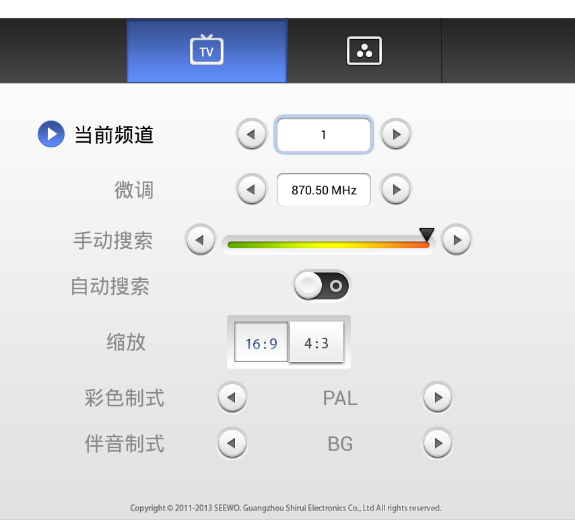 TV
当前频道 1
微调 870.50 MHz
手动搜索
自动搜索
缩放 16:9 4:3
彩色制式 PAL
伴音制式 BG
Copyright © 2011-2013 SEEWO. Guangzhou Shirui Electronics Co., Ltd All rights reserved.